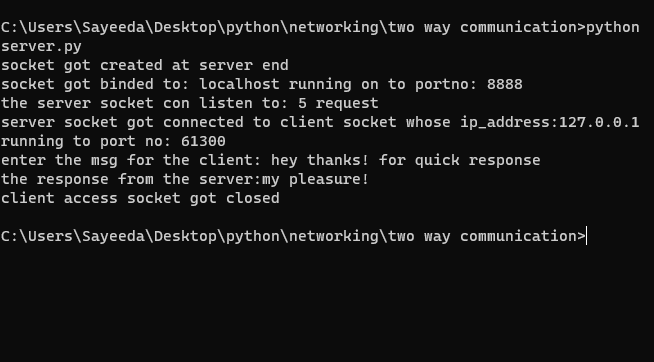 C:\Users\Sayeeda\Desktop\python\networking\two way communication>python
server.py
socket got created at server end
socket got binded to: localhost running on to portno: 8888
the server socket con listen to: 5 request
server socket got connected to client socket whose ip_address:127.0.0.1
running to port no: 61300
enter the msg for the client: hey thanks! for quick response
the response from the server:my pleasure!
client access socket got closed
C:\Users\Sayeeda\Desktop\python\networking\two way communication>